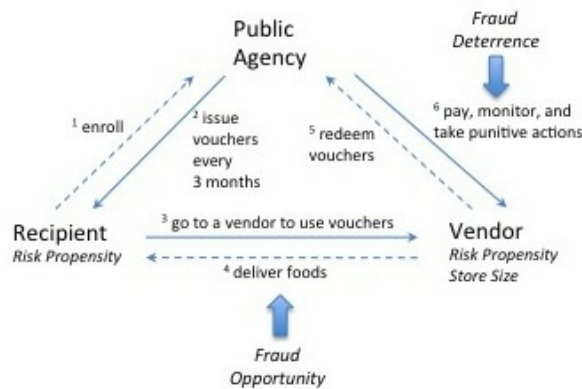 Public
Agency
Fraud
Deterrence
1 enroll
2 issue
vouchers
every
3 months
5 redeem
vouchers
6 pay, monitor, and
take punitive actions
Recipient
Risk Propensity
3 go to a vendor to use vouchers
4 deliver foods
Vendor
Risk Propensity
Store Size
Fraud
Opportunity